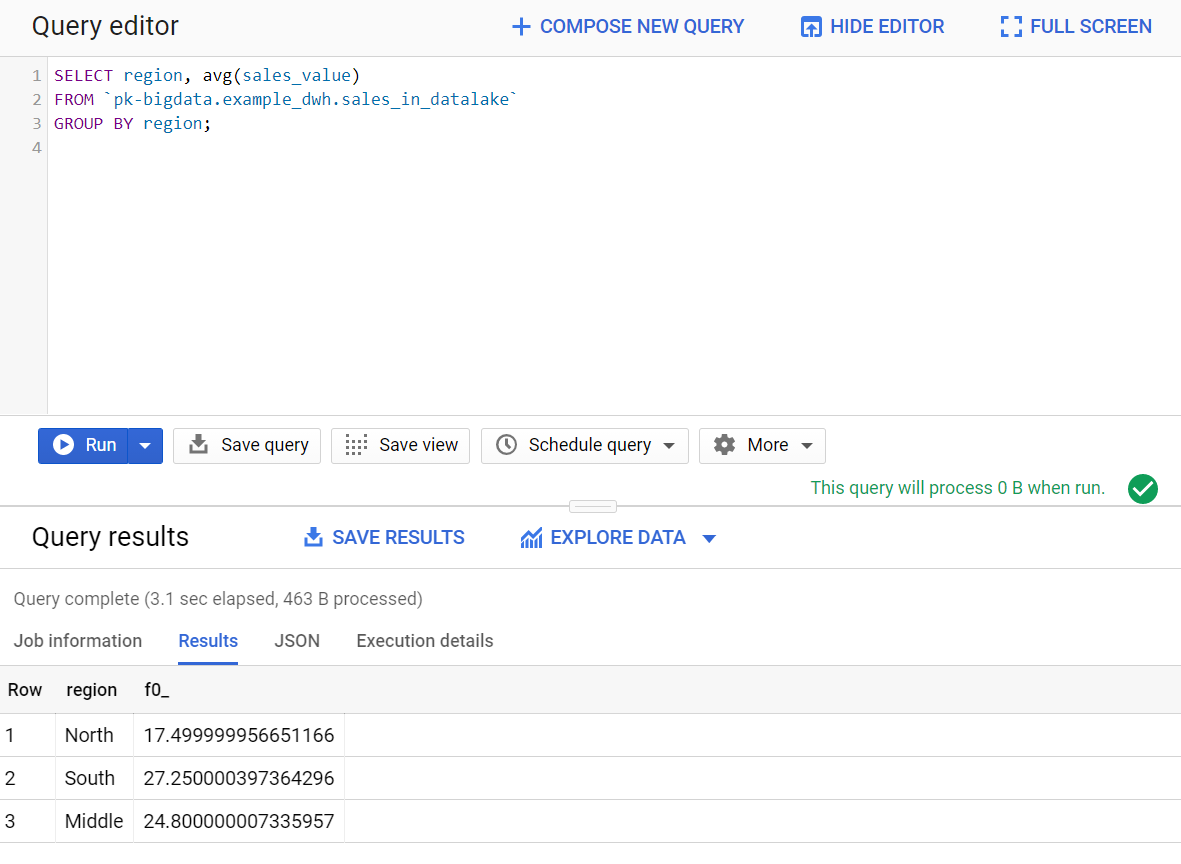 Query editor COMPOSE NEW QUERY HIDE EDITOR FULL SCREEN
1 SELECT region, avg(sales_value)
2 FROM `pk-bigdata.example_dwh.sales_in_datalake`
3 GROUP BY region;
4
Run Save query Save view Schedule query More
This query will process 0 B when run.
Query results SAVE RESULTS EXPLORE DATA
Query complete (3.1 sec elapsed, 463 B processed)
Job information Results JSON Execution details
Row region f0_
1 North 17.499999956651166
2 South 27.250000397364296
3 Middle 24.800000007335957